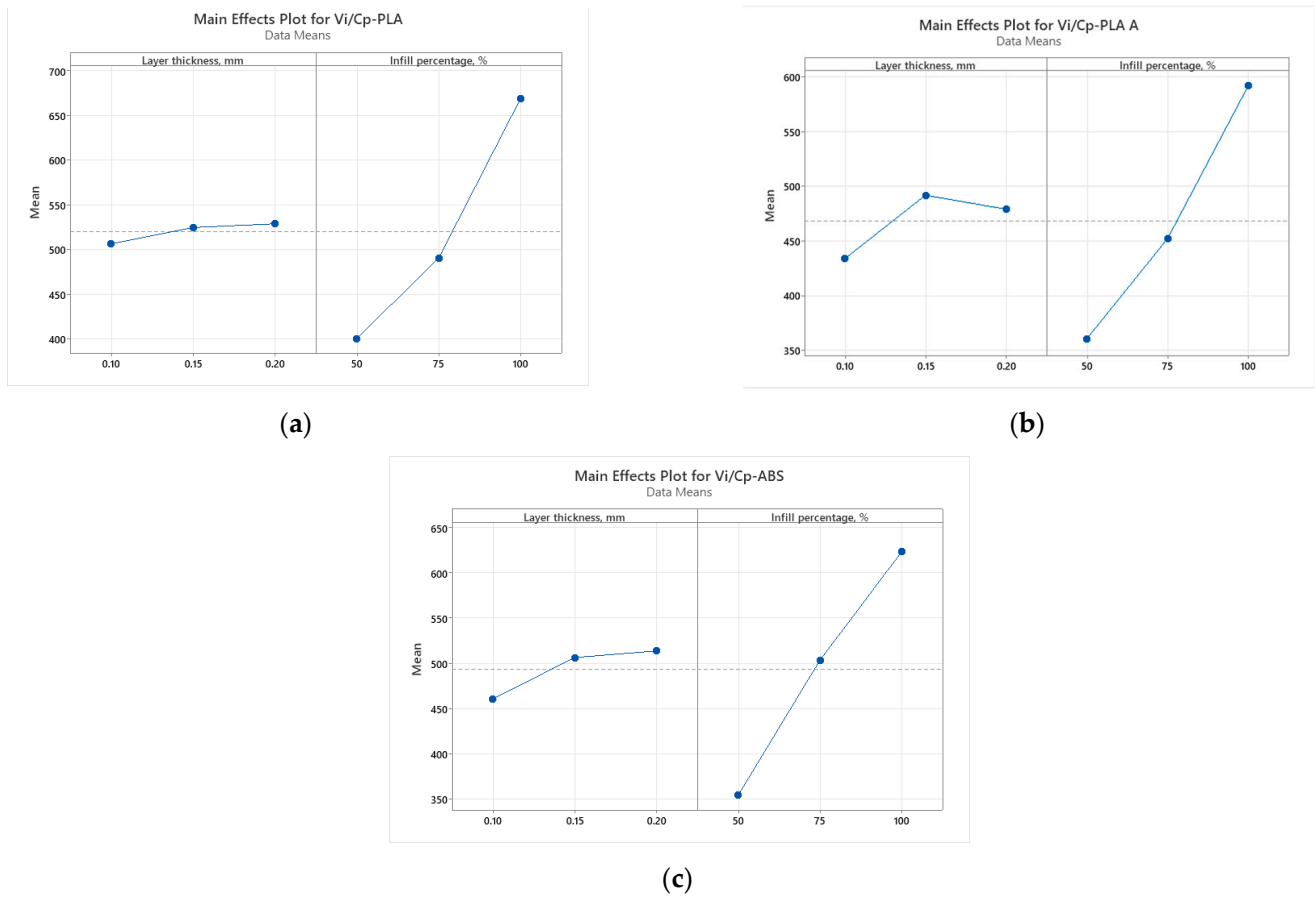 Main Effects Plot for Vi/Cp-PLA
Data Means
Layer thickness, mm
Infill percentage, %
700
650
600
550
500
450
400
Mean
0.10
0.15
0.20
50
75
100
(a)
Main Effects Plot for Vi/Cp-PLA A
Data Means
Layer thickness, mm
Infill percentage, %
600
550
500
450
400
350
Mean
0.10
0.15
0.20
50
75
100
(b)
Main Effects Plot for Vi/Cp-ABS
Data Means
Layer thickness, mm
Infill percentage, %
650
600
550
500
450
400
350
Mean
0.10
0.15
0.20
50
75
100
(c)